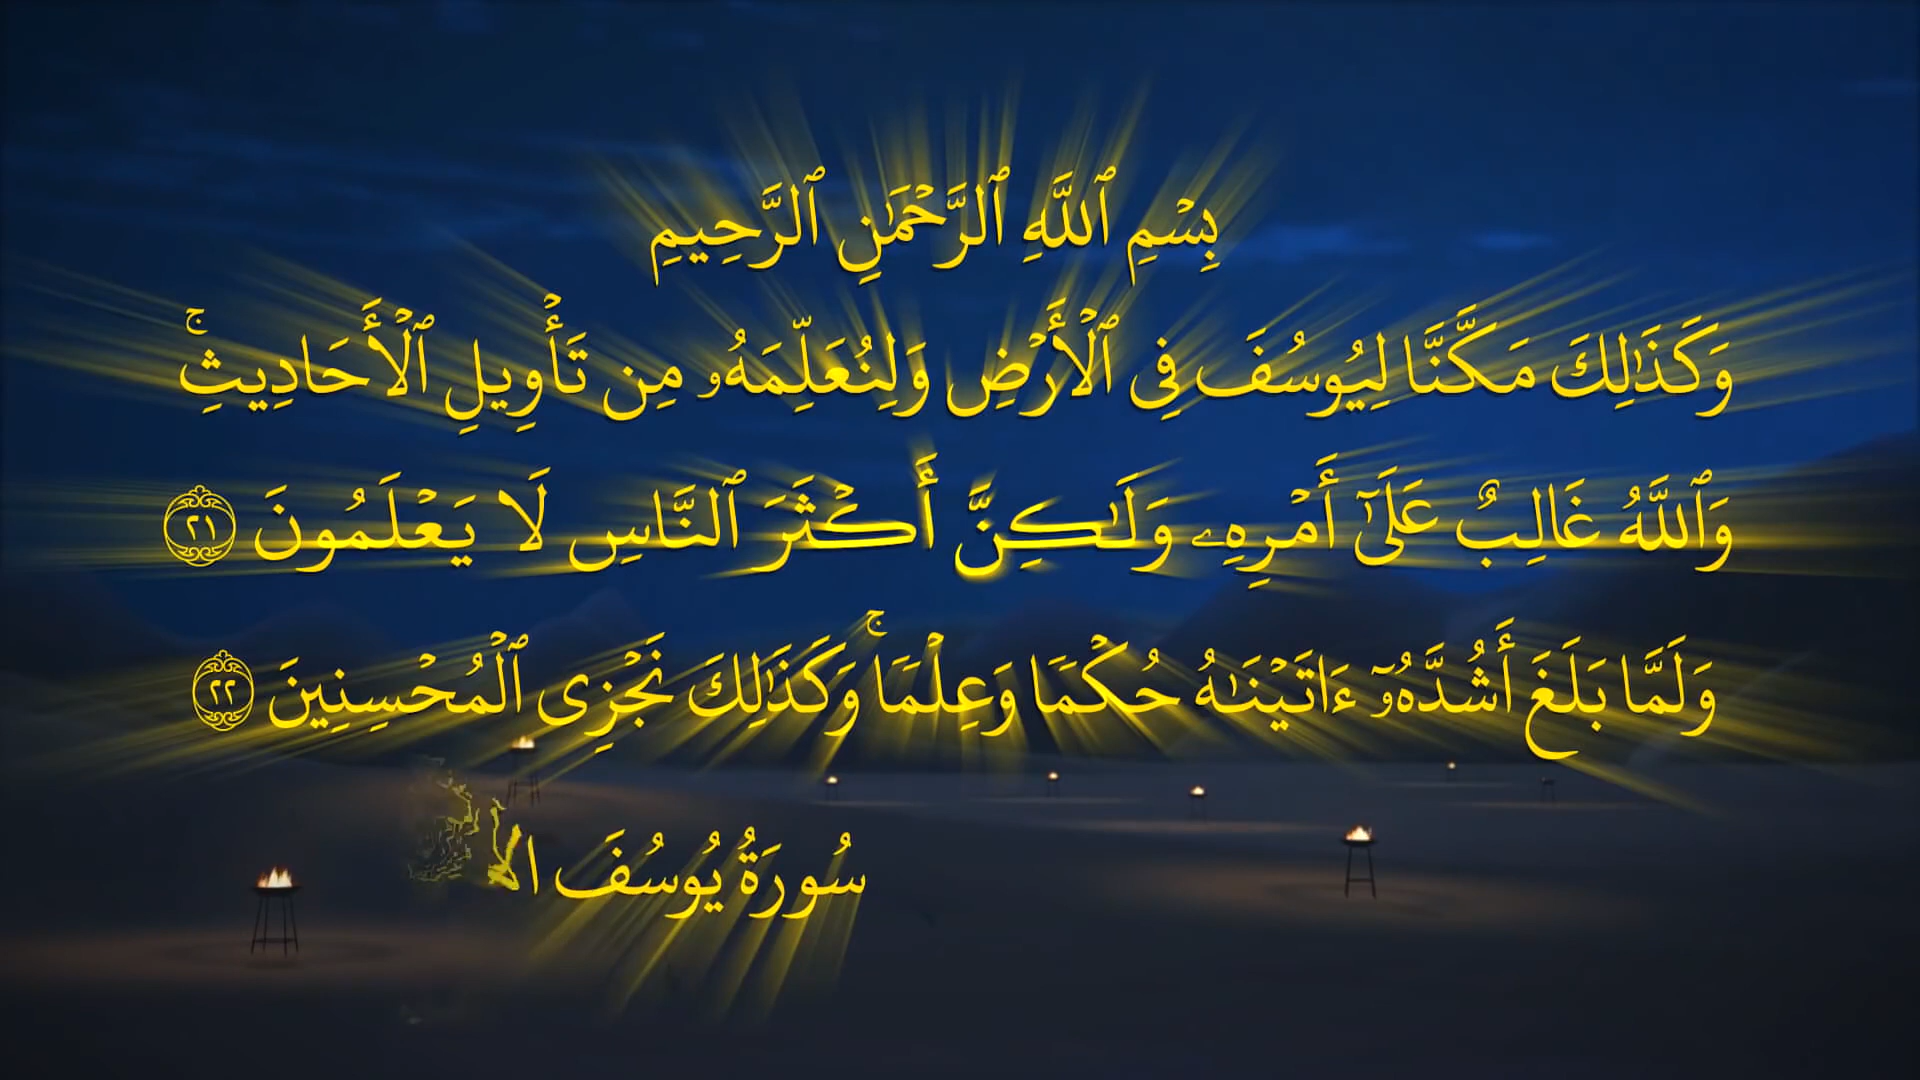 بِسْمِ ٱللَّهِ ٱلرَّحْمَٰنِ ٱلرَّحِيمِ
وَكَذَٰلِكَ مَكَّنَّا لِيُوسُفَ فِى ٱلْأَرْضِ وَلِنُعَلِّمَهُۥ مِن تَأْوِيلِ ٱلْأَحَادِيثِ ۚ
وَٱللَّهُ غَالِبٌ عَلَىٰٓ أَمْرِهِۦ وَلَٰكِنَّ أَكْثَرَ ٱلنَّاسِ لَا يَعْلَمُونَ ٢١
وَلَمَّا بَلَغَ أَشُدَّهُۥٓ ءَاتَيْنَٰهُ حُكْمًا وَعِلْمًا ۚ وَكَذَٰلِكَ نَجْزِى ٱلْمُحْسِنِينَ ٢٢
سُورَةُ يُوسُفَ